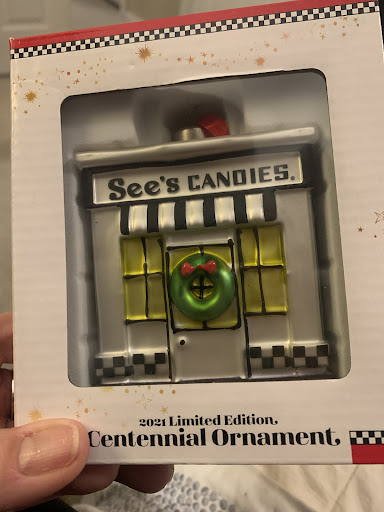 See's CANDIES.
2021 Limited Edition,
Centennial Ornament,